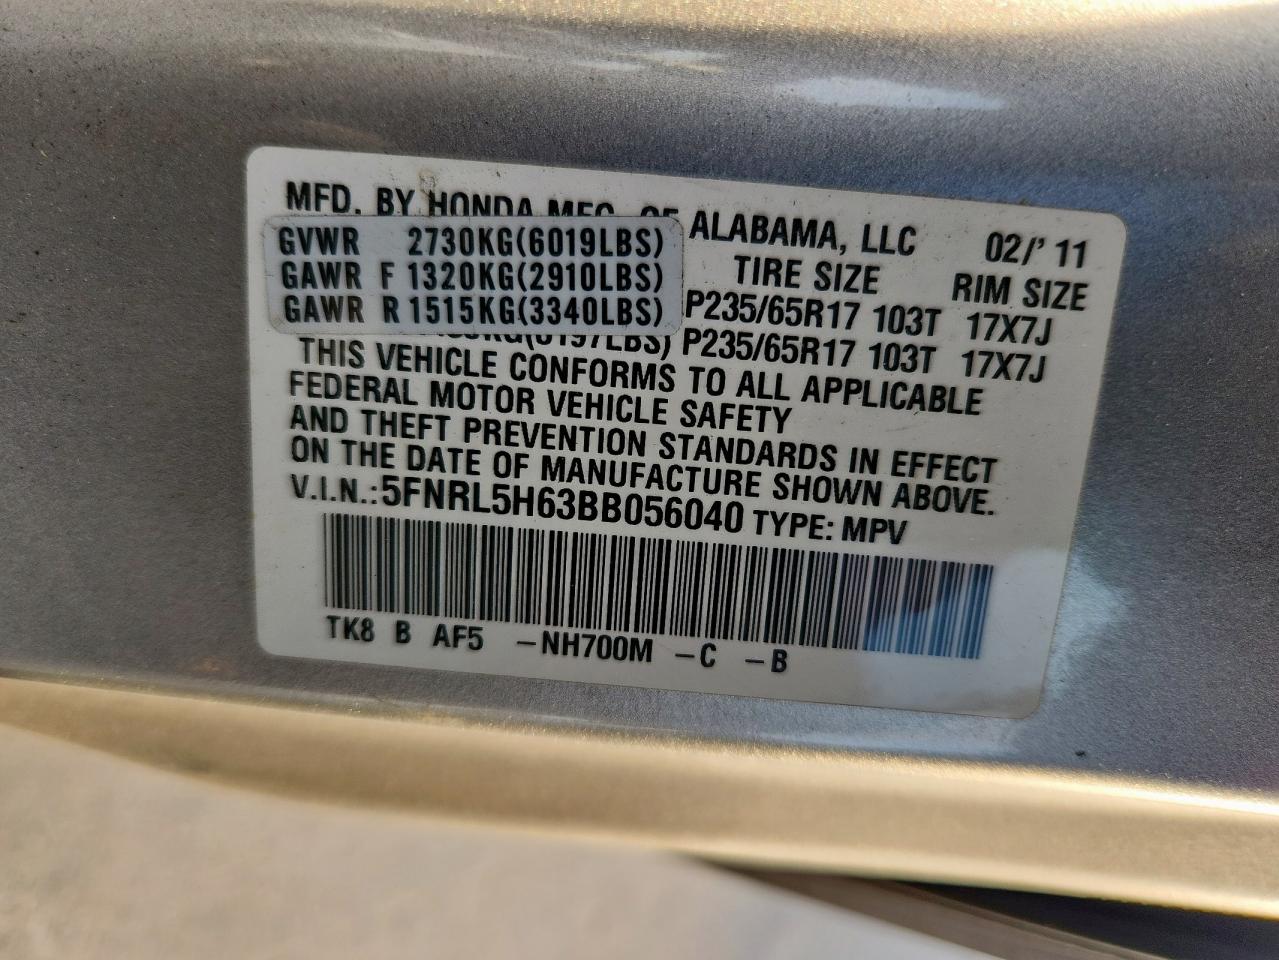 MFD. BY HONDA MFG. OF ALABAMA, LLC 02/' 11
GVWR 2730KG(6019LBS) TIRE SIZE RIM SIZE
GAWR F 1320KG(2910LBS) P235/65R17 103T 17X7J
GAWR R 1515KG(3340LBS) P235/65R17 103T 17X7J
THIS VEHICLE CONFORMS TO ALL APPLICABLE
FEDERAL MOTOR VEHICLE SAFETY
AND THEFT PREVENTION STANDARDS IN EFFECT
ON THE DATE OF MANUFACTURE SHOWN ABOVE.
V.I.N.:5FNRL5H63BB056040 TYPE: MPV
TK8 B AF5 -NH700M -C -B